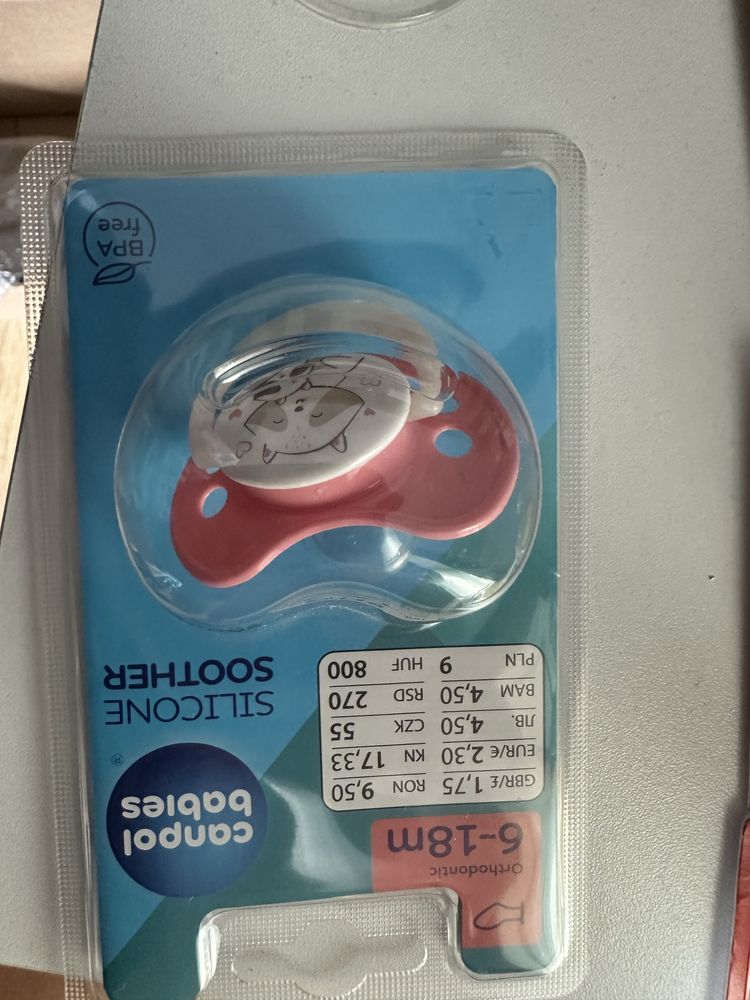 Orthodontic
6-18m
canpol
babies
®
GBR/£ 1,75 RON 9,50
EUR/€ 2,30 KN 17,33
ЛВ. 4,50 CZK 55
BAM 4,50 RSD 270
PLN 9 HUF 800
SILICONE
SOOTHER
BPA
free